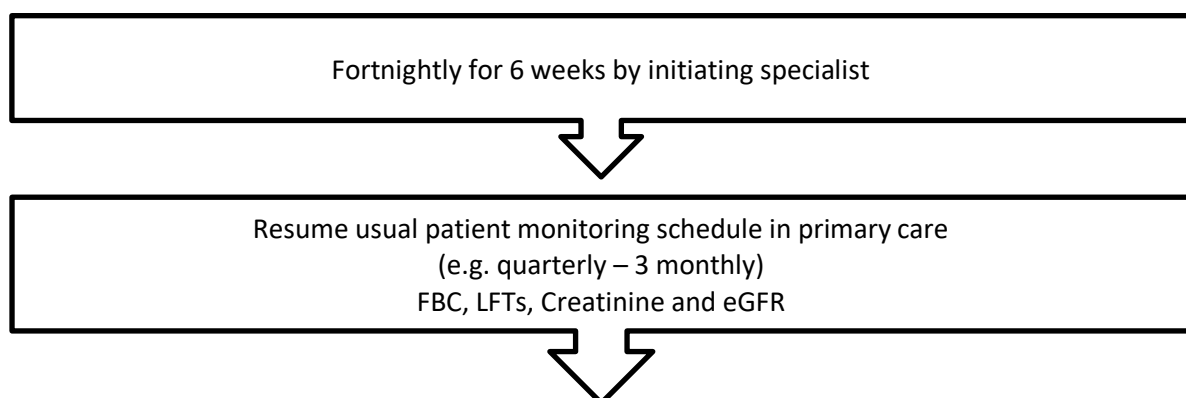 Fortnightly for 6 weeks by initiating specialist
Resume usual patient monitoring schedule in primary care
(e.g. quarterly – 3 monthly)
FBC, LFTs, Creatinine and eGFR